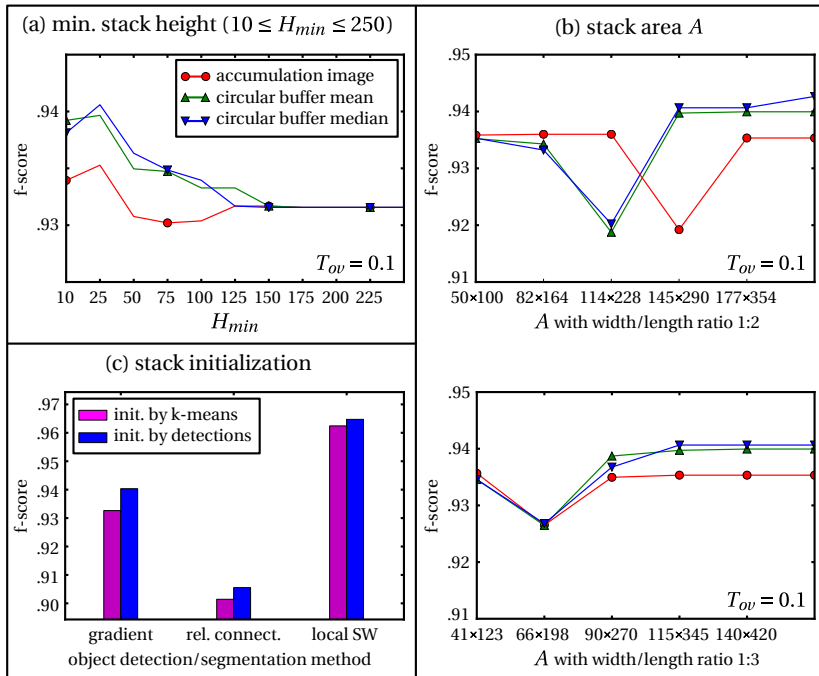 (a) min. stack height (10 ≤ H_min ≤ 250)
f-score
.94
.93
accumulation image
circular buffer mean
circular buffer median
T_ov = 0.1
10 25 50 75 100 125 150 175 200 225
H_min
(b) stack area A
f-score
.95
.94
.93
.92
.91
T_ov = 0.1
50×100 82×164 114×228 145×290 177×354
A with width/length ratio 1:2
(c) stack initialization
f-score
.97
.96
.95
.94
.93
.92
.91
.90
init. by k-means
init. by detections
gradient rel. connect. local SW
object detection/segmentation method
f-score
.95
.94
.93
.92
.91
T_ov = 0.1
41×123 66×198 90×270 115×345 140×420
A with width/length ratio 1:3